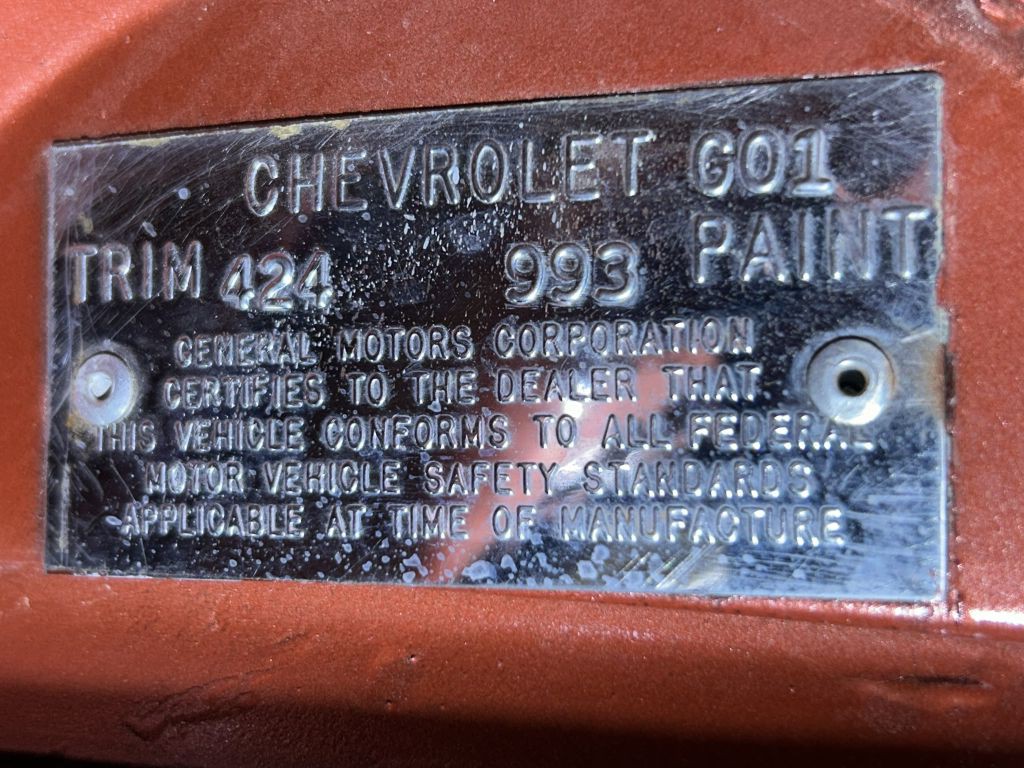 CHEVROLET G01
TRIM 424 993 PAINT
GENERAL MOTORS CORPORATION
CERTIFIES TO THE DEALER THAT
THIS VEHICLE CONFORMS TO ALL FEDERAL
MOTOR VEHICLE SAFETY STANDARDS
APPLICABLE AT TIME OF MANUFACTURE